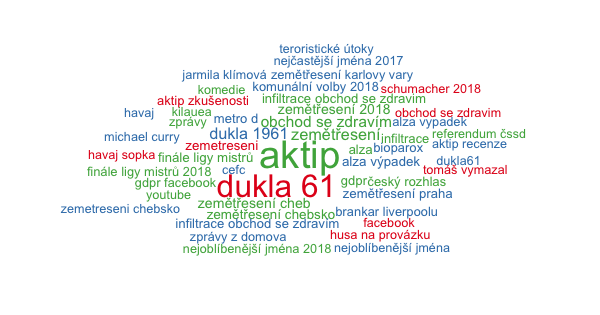 teroristické útoky
nejčastější jména 2017
jarmila klímová zemětřesení karlovy vary
komedie komunální volby 2018 schumacher 2018
aktip zkušenosti infiltrace obchod se zdravim
havaj kilauea metro d zemětřesení 2018 obchod se zdravim
zprávy obchod se zdravím alza vypadek
michael curry dukla 1961 zemětřesení infiltrace referendum čssd
zemetreseni aktip alza bioparox aktip recenze
havaj sopka finále ligy mistrů alza výpadek dukla61
finále ligy mistrů 2018 cefc tomáš vymazal
gdpr facebook dukla 61 gdpr český rozhlas
youtube zemětřesení praha
zemetreseni chebsko zemětřesení cheb
zemětřesení chebsko brankar liverpoolu
infiltrace obchod se zdravím facebook
zprávy z domova husa na provázku
nejoblíbenější jména 2018 nejoblíbenější jména